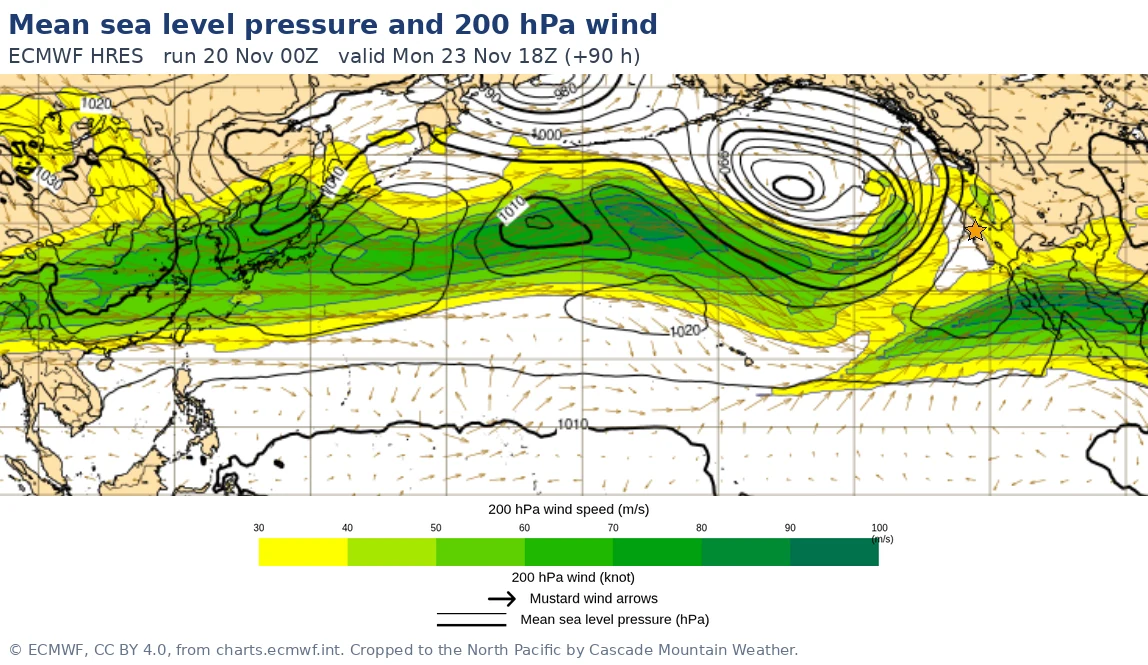 Mean sea level pressure and 200 hPa wind
ECMWF HRES run 20 Nov 00Z valid Mon 23 Nov 18Z (+90 h)
980
1020
1000
1030
1040
1010
1020
1010
200 hPa wind speed (m/s)
30 40 50 60 70 80 90 100
(m/s)
200 hPa wind (knot)
Mustard wind arrows
Mean sea level pressure (hPa)
© ECMWF, CC BY 4.0, from charts.ecmwf.int. Cropped to the North Pacific by Cascade Mountain Weather.